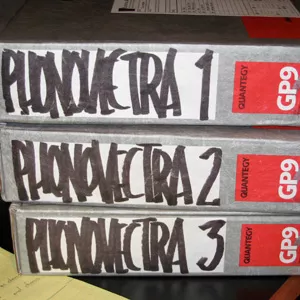 PHONOVECTRA 1
QUANTEGY
GP9
PHONOVECTRA 2
QUANTEGY
GP9
PHONOVECTRA 3
QUANTEGY
GP9